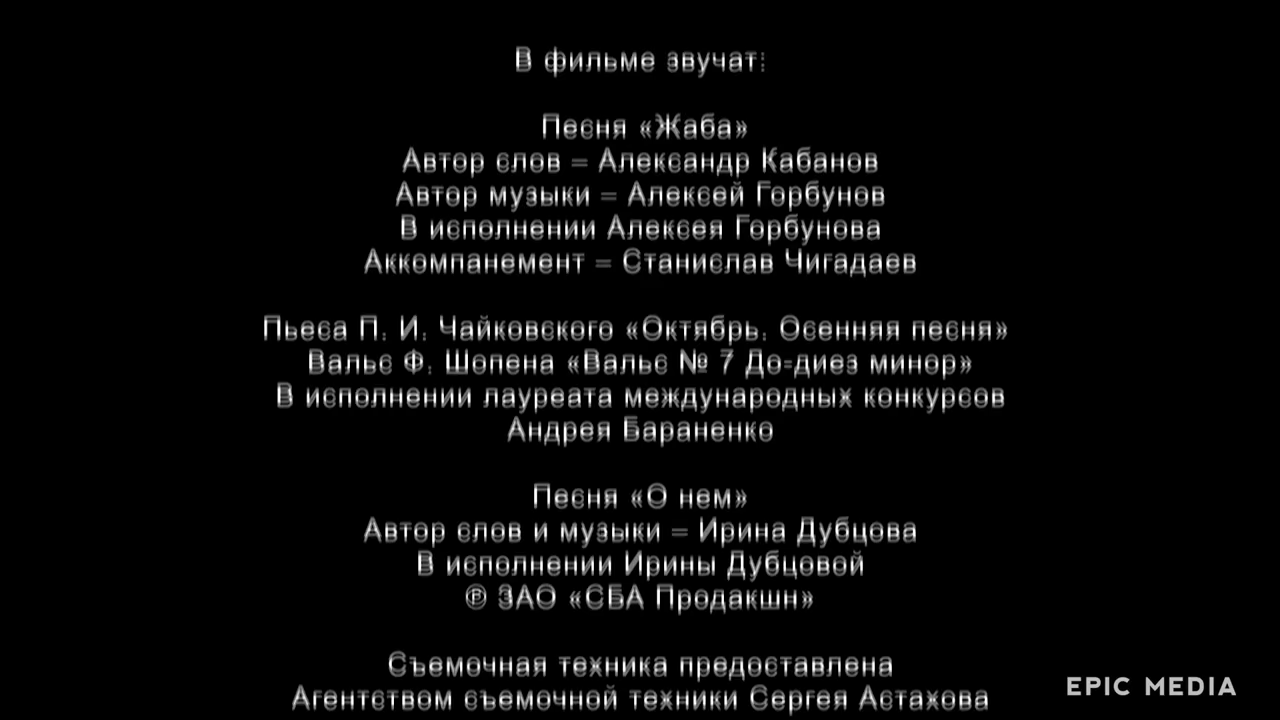 В фильме звучат:
Песня «Жаба»
Автор слов – Александр Кабанов
Автор музыки – Алексей Горбунов
В исполнении Алексея Горбунова
Аккомпанемент – Станислав Чигадаев
Пьеса П. И. Чайковского «Октябрь. Осенняя песня»
Вальс Ф. Шопена «Вальс № 7 До-диез минор»
В исполнении лауреата международных конкурсов
Андрея Бараненко
Песня «О нем»
Автор слов и музыки – Ирина Дубцова
В исполнении Ирины Дубцовой
℗ ЗАО «СБА Продакшн»
Съемочная техника предоставлена
Агентством съемочной техники Сергея Астахова
EPIC MEDIA